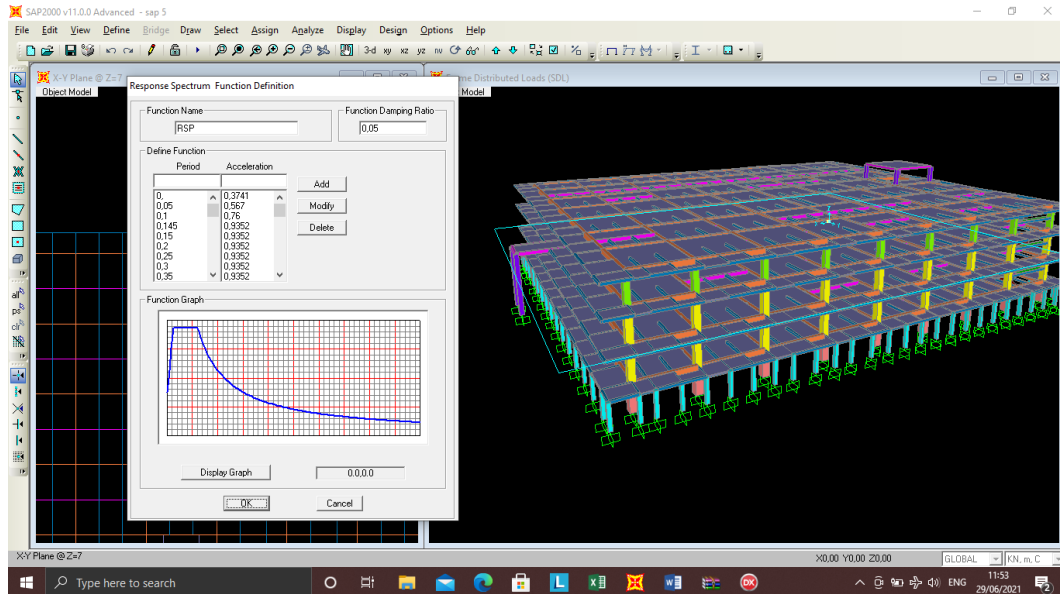 SAP2000 v11.0.0 Advanced - sap 5
File Edit View Define Bridge Draw Select Assign Analyze Display Design Options Help
3-d xy xz yz nv
X-Y Plane @ Z=7
me Distributed Loads (SDL)
Object Model
Model
Response Spectrum Function Definition
Function Name
RSP
Function Damping Ratio
0,05
Define Function
Period Acceleration
0, 0,3741
0,05 0,567
0,1 0,76
0,145 0,9352
0,15 0,9352
0,2 0,9352
0,25 0,9352
0,3 0,9352
0,35 0,9352
Add
Modify
Delete
Function Graph
Display Graph
0.0,0.0
OK
Cancel
all
ps
clr
X-Y Plane @ Z=7
X0,00 Y0,00 Z0,00
GLOBAL
KN, m, C
Type here to search
ENG
11:53
29/06/2021
2